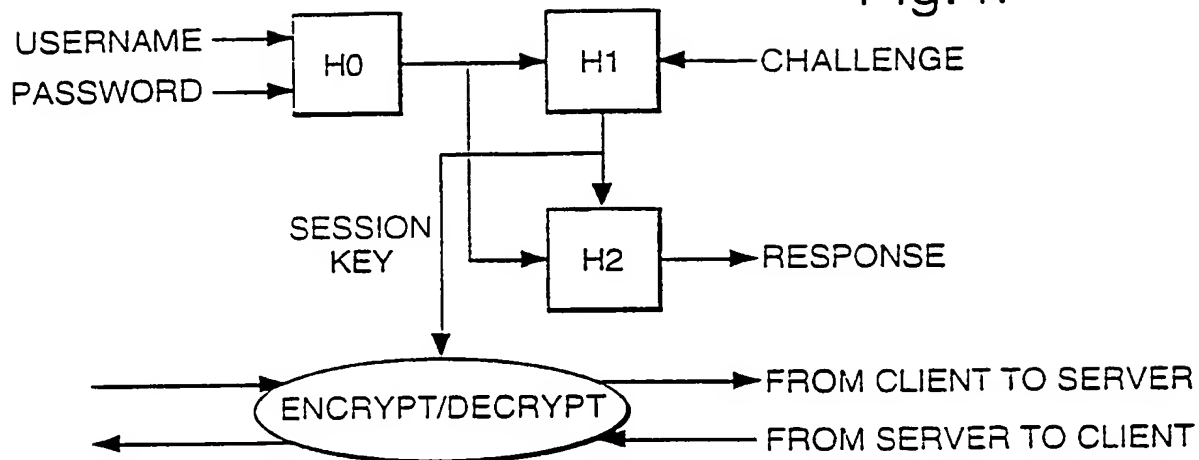 Fig.
USERNAME
PASSWORD
H0
H1
CHALLENGE
SESSION
KEY
H2
RESPONSE
ENCRYPT/DECRYPT
FROM CLIENT TO SERVER
FROM SERVER TO CLIENT